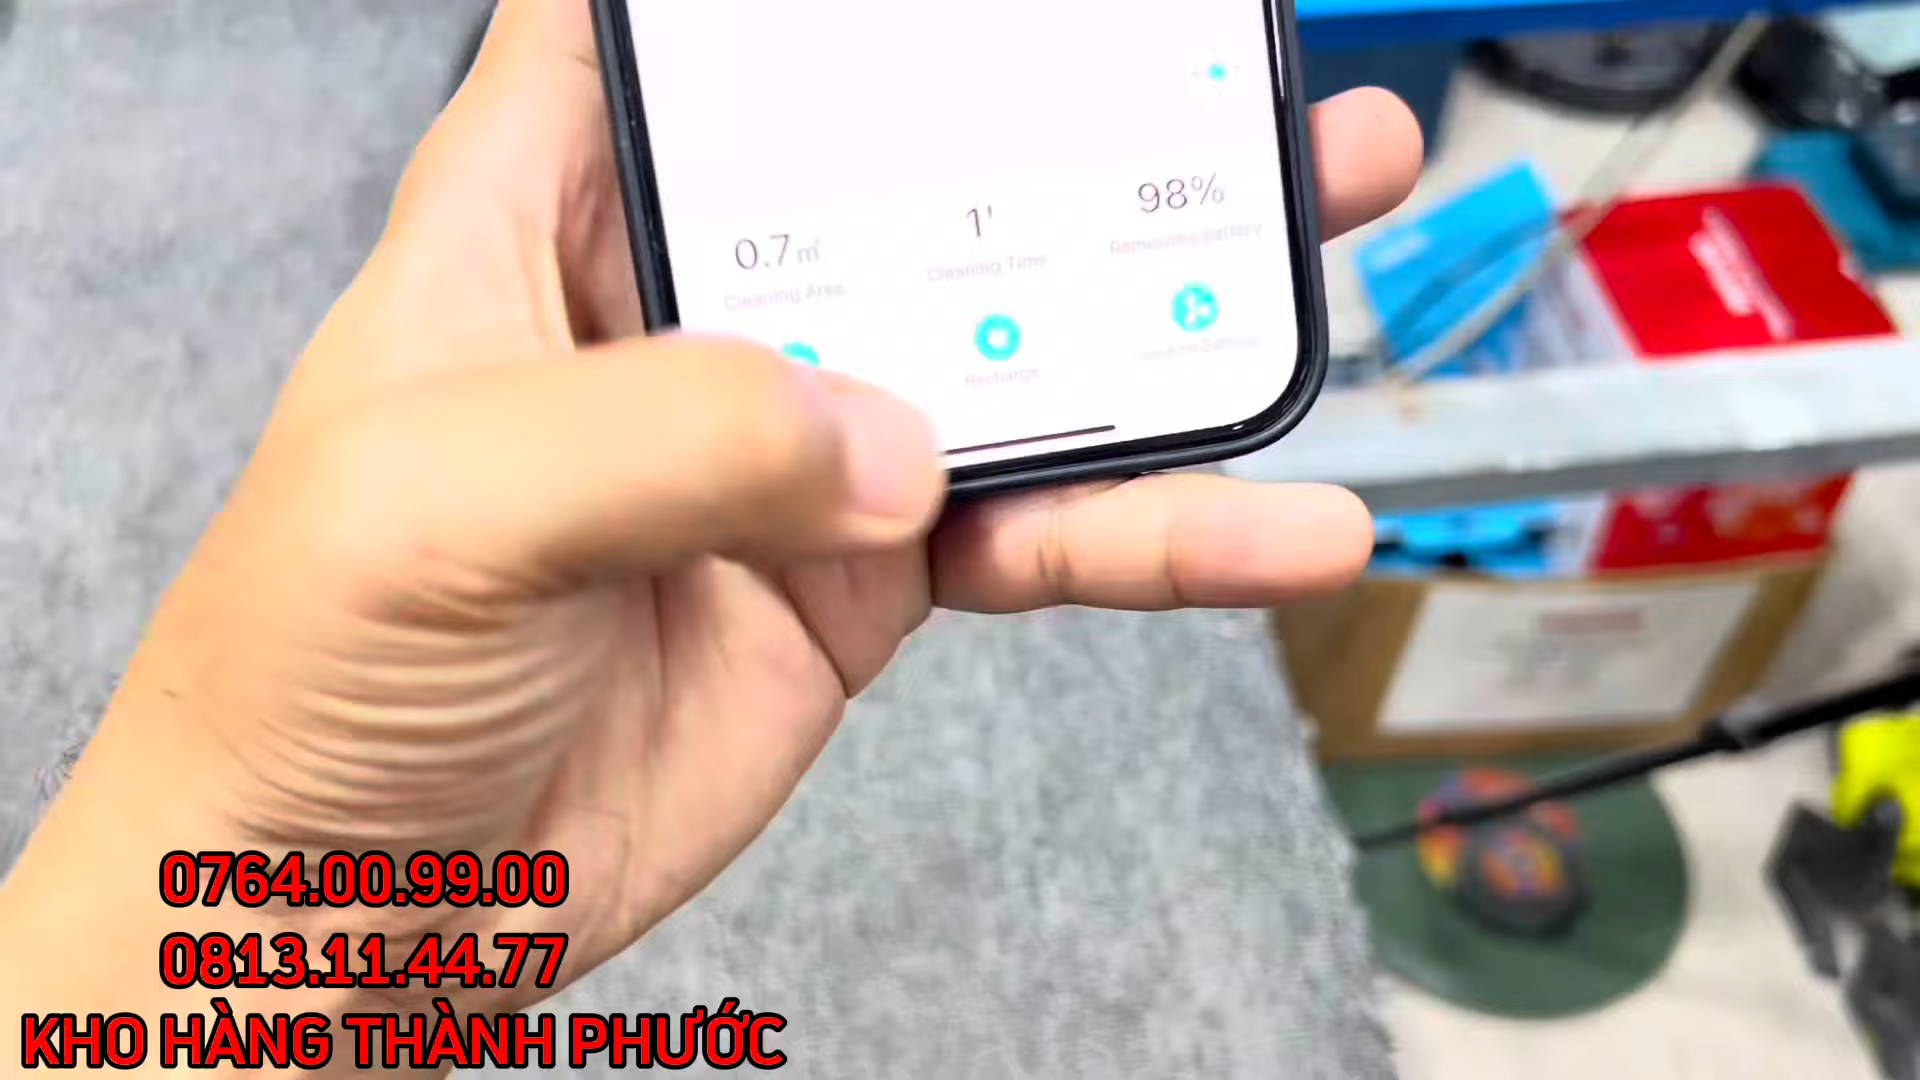 98%
1'
0.7㎡
Remaining Battery
Cleaning Time
Cleaning Area
Recharge
0764.00.99.00
0813.11.44.77
KHO HÀNG THÀNH PHƯỚC